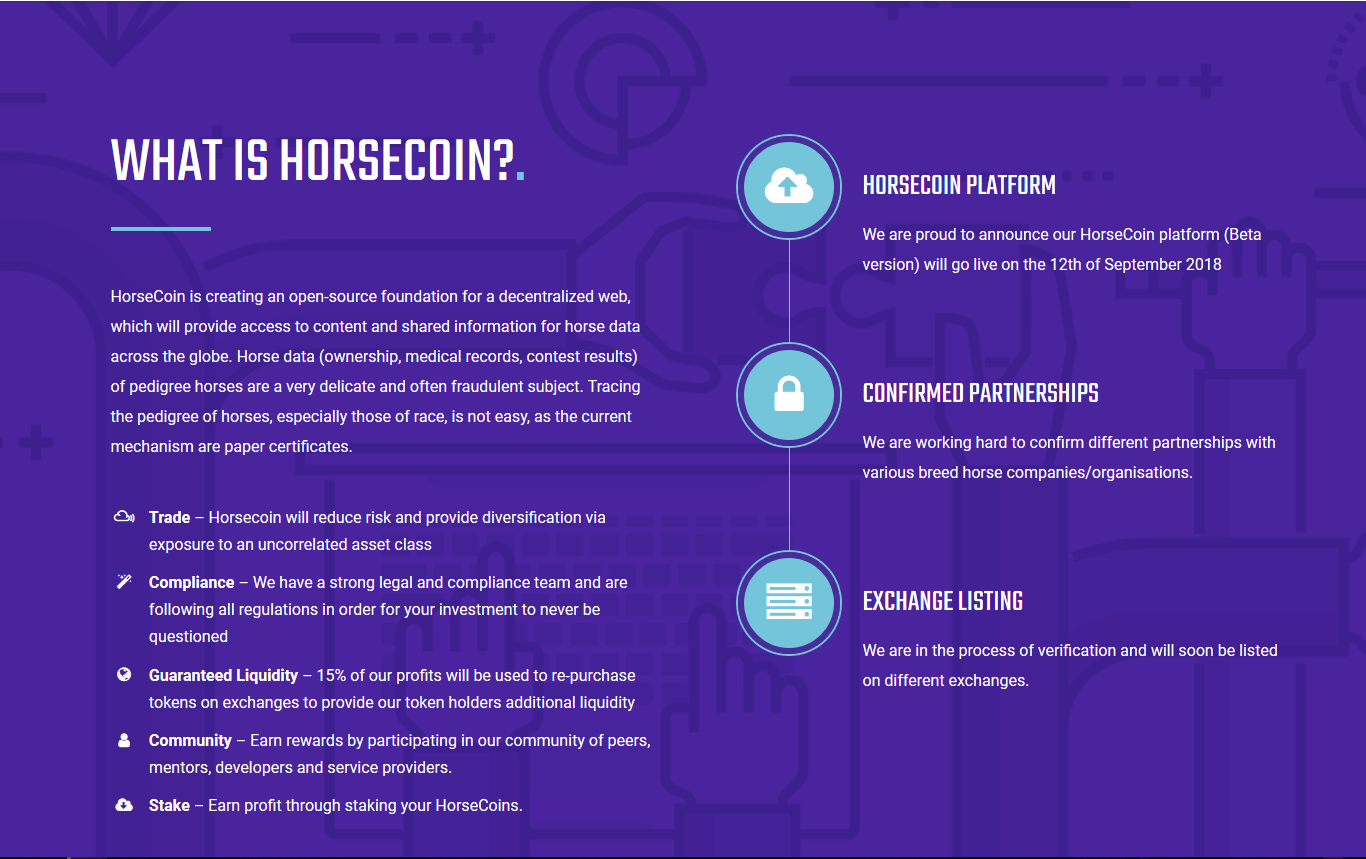 WHAT IS HORSECOIN?.
HorseCoin is creating an open-source foundation for a decentralized web,
which will provide access to content and shared information for horse data
across the globe. Horse data (ownership, medical records, contest results)
of pedigree horses are a very delicate and often fraudulent subject. Tracing
the pedigree of horses, especially those of race, is not easy, as the current
mechanism are paper certificates.
Trade – Horsecoin will reduce risk and provide diversification via
exposure to an uncorrelated asset class
Compliance – We have a strong legal and compliance team and are
following all regulations in order for your investment to never be
questioned
Guaranteed Liquidity – 15% of our profits will be used to re-purchase
tokens on exchanges to provide our token holders additional liquidity
Community – Earn rewards by participating in our community of peers,
mentors, developers and service providers.
Stake – Earn profit through staking your HorseCoins.
HORSECOIN PLATFORM
We are proud to announce our HorseCoin platform (Beta
version) will go live on the 12th of September 2018
CONFIRMED PARTNERSHIPS
We are working hard to confirm different partnerships with
various breed horse companies/organisations.
EXCHANGE LISTING
We are in the process of verification and will soon be listed
on different exchanges.